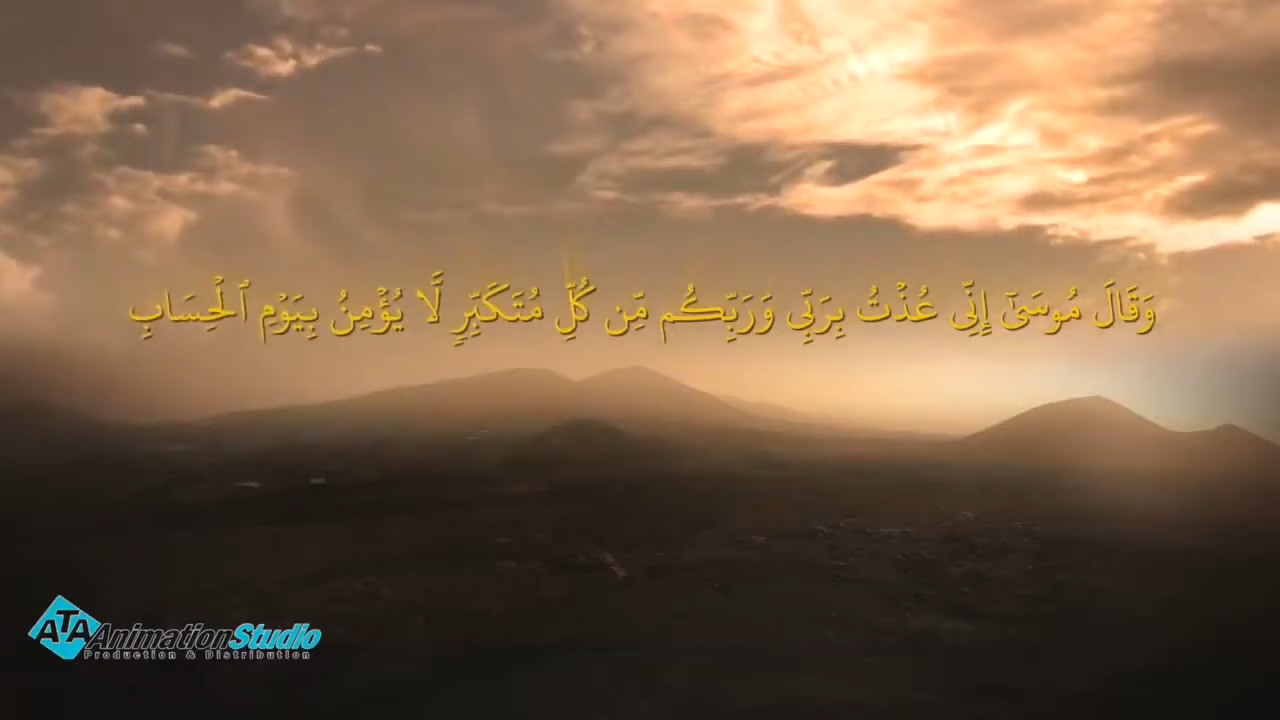 وَقَالَ مُوسَىٰٓ إِنِّى عُذْتُ بِرَبِّى وَرَبِّكُم مِّن كُلِّ مُتَكَبِّرٍ لَّا يُؤْمِنُ بِيَوْمِ ٱلْحِسَابِ
ATA AnimationStudio
Production & Distribution